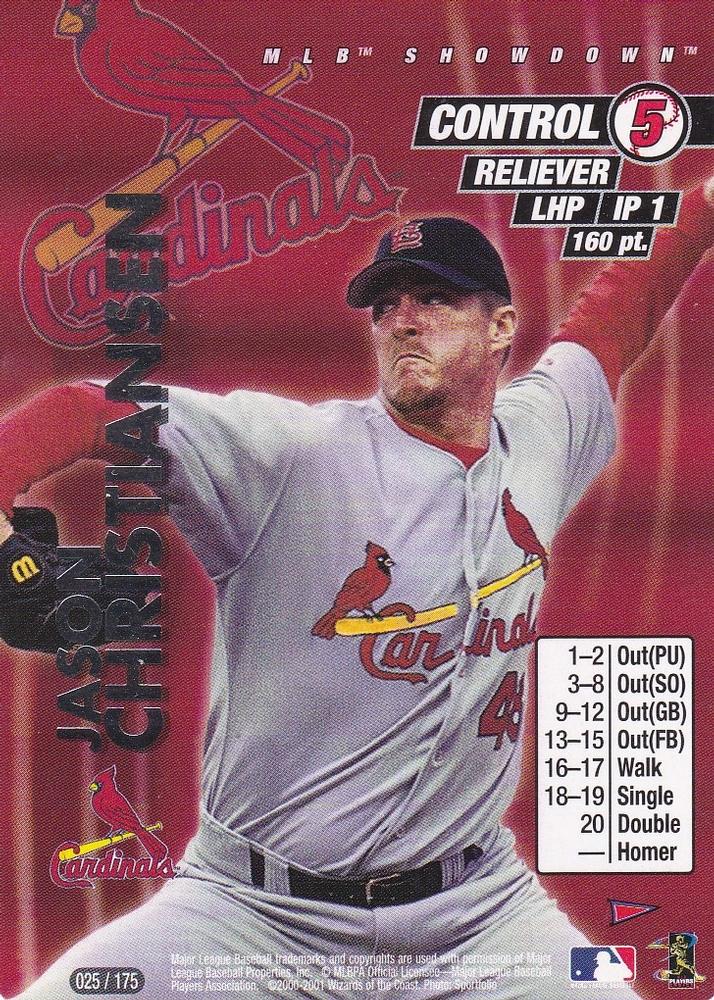 MLB™ SHOWDOWN™
Cardinals
CONTROL 5
RELIEVER
LHP IP 1
160 pt.
JASON
CHRISTIANSEN
Cardinals
1–2 Out(PU)
3–8 Out(SO)
9–12 Out(GB)
13–15 Out(FB)
16–17 Walk
18–19 Single
20 Double
— Homer
Cardinals
025 / 175
Major League Baseball trademarks and copyrights are used with permission of Major
League Baseball Properties, Inc. © MLBPA Official Licensee—Major League Baseball
Players Association. ©2000-2001 Wizards of the Coast. Photo: Sportfolio
PLAYERS